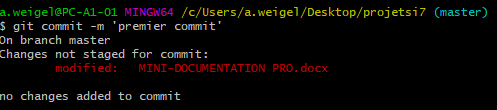 a.weigel@PC-A1-01 MINGW64 /c/Users/a.weigel/Desktop/projetsi7 (master)
$ git commit -m 'premier commit'
On branch master
Changes not staged for commit:
        modified:   MINI-DOCUMENTATION PRO.docx

no changes added to commit